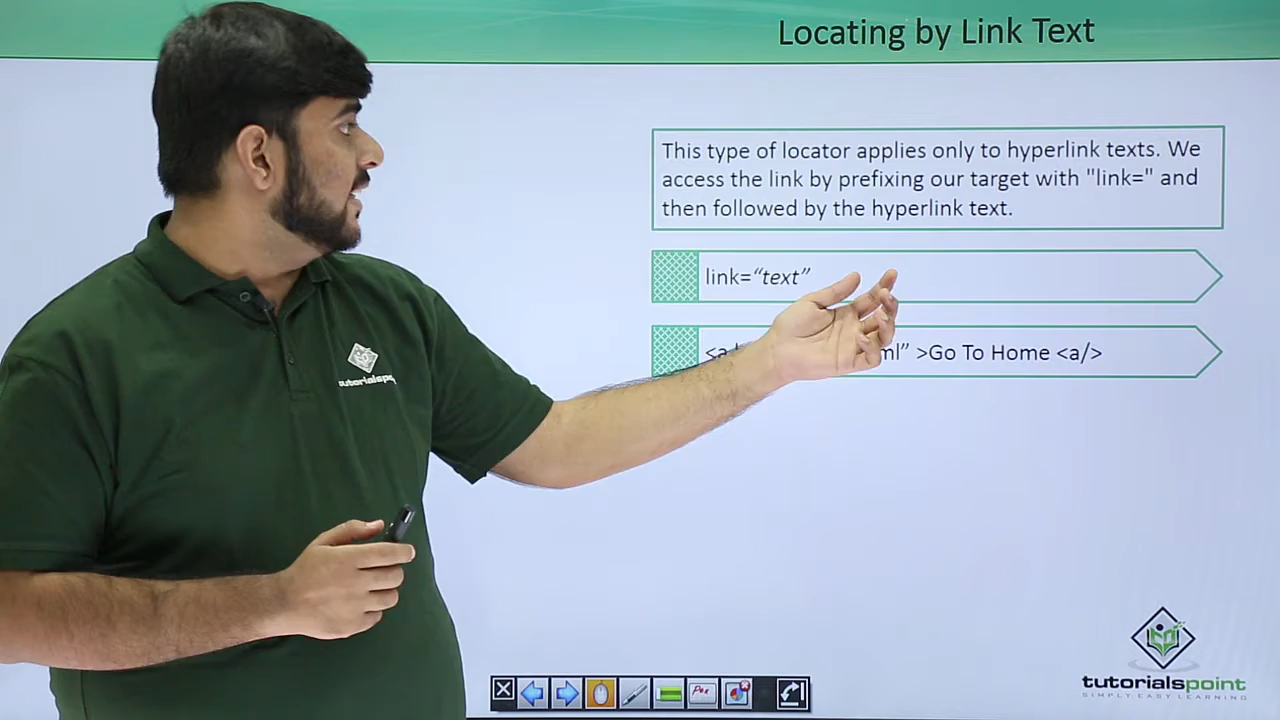 Locating by Link Text
This type of locator applies only to hyperlink texts. We
access the link by prefixing our target with "link=" and
then followed by the hyperlink text.
link=“text”
<a ml” >Go To Home <a/>
tutorialspoint
SIMPLY EASY LEARNING
Pen